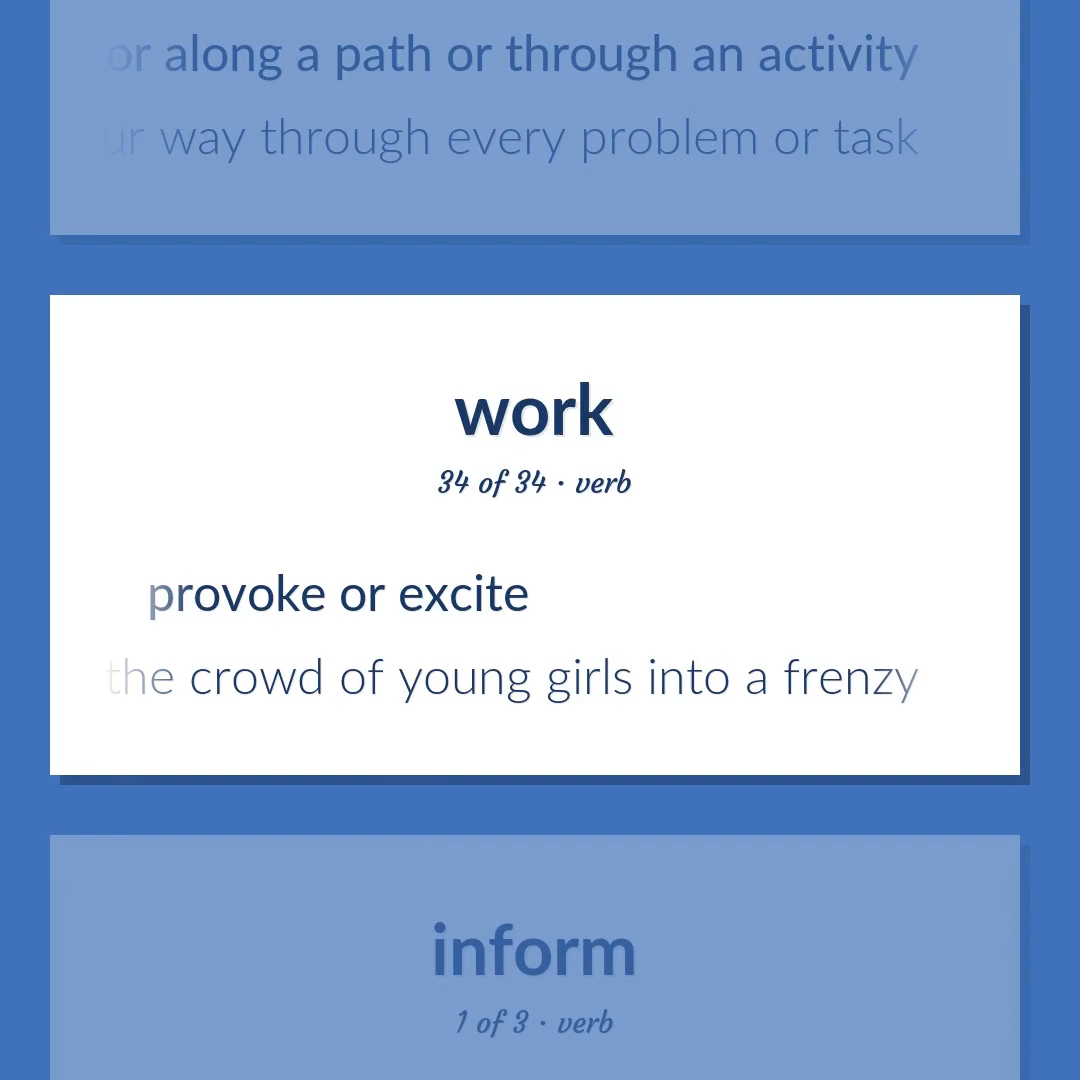 or along a path or through an activity
way through every problem or task
work
34 of 34 · verb
provoke or excite
the crowd of young girls into a frenzy
inform
1 of 3 · verb